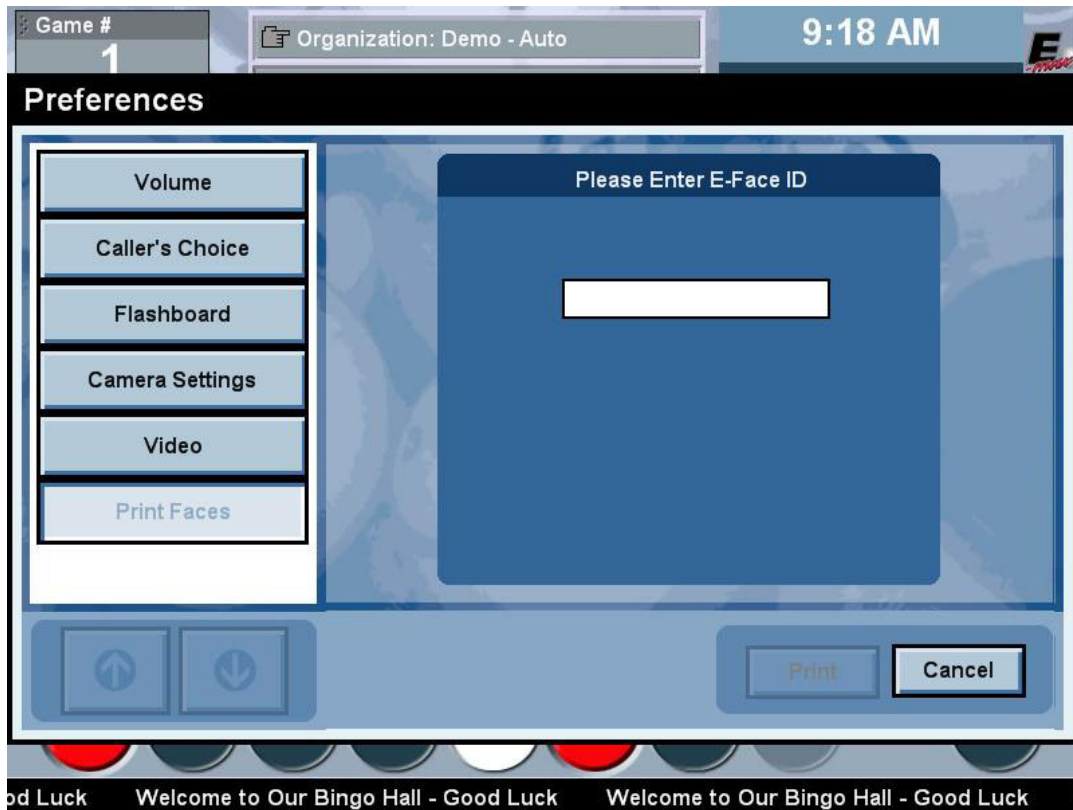 Game #
1
Organization: Demo - Auto
9:18 AM
E
-max
Preferences
Volume
Caller's Choice
Flashboard
Camera Settings
Video
Print Faces
Please Enter E-Face ID
Print
Cancel
od Luck Welcome to Our Bingo Hall - Good Luck Welcome to Our Bingo Hall - Good Luck